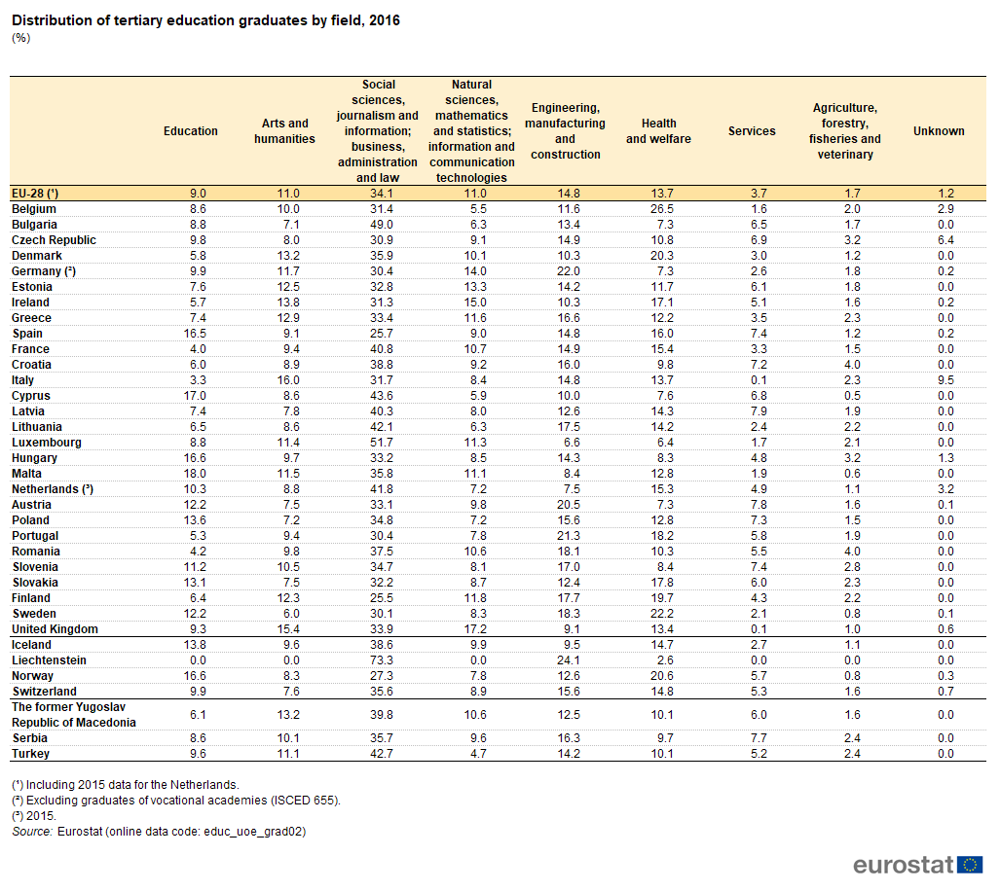 Distribution of tertiary education graduates by field, 2016
(%)
Education
Arts and
humanities
Social
sciences,
journalism and
information;
business,
administration
and law
Natural
sciences,
mathematics
and statistics;
information and
communication
technologies
Engineering,
manufacturing
and
construction
Health
and welfare
Services
Agriculture,
forestry,
fisheries and
veterinary
Unknown
EU-28 (¹) 9.0 11.0 34.1 11.0 14.8 13.7 3.7 1.7 1.2
Belgium 8.6 10.0 31.4 5.5 11.6 26.5 1.6 2.0 2.9
Bulgaria 8.8 7.1 49.0 6.3 13.4 7.3 6.5 1.7 0.0
Czech Republic 9.8 8.0 30.9 9.1 14.9 10.8 6.9 3.2 6.4
Denmark 5.8 13.2 35.9 10.1 10.3 20.3 3.0 1.2 0.0
Germany (²) 9.9 11.7 30.4 14.0 22.0 7.3 2.6 1.8 0.2
Estonia 7.6 12.5 32.8 13.3 14.2 11.7 6.1 1.8 0.0
Ireland 5.7 13.8 31.3 15.0 10.3 17.1 5.1 1.6 0.2
Greece 7.4 12.9 33.4 11.6 16.6 12.2 3.5 2.3 0.0
Spain 16.5 9.1 25.7 9.0 14.8 16.0 7.4 1.2 0.2
France 4.0 9.4 40.8 10.7 14.9 15.4 3.3 1.5 0.0
Croatia 6.0 8.9 38.8 9.2 16.0 9.8 7.2 4.0 0.0
Italy 3.3 16.0 31.7 8.4 14.8 13.7 0.1 2.3 9.5
Cyprus 17.0 8.6 43.6 5.9 10.0 7.6 6.8 0.5 0.0
Latvia 7.4 7.8 40.3 8.0 12.6 14.3 7.9 1.9 0.0
Lithuania 6.5 8.6 42.1 6.3 17.5 14.2 2.4 2.2 0.0
Luxembourg 8.8 11.4 51.7 11.3 6.6 6.4 1.7 2.1 0.0
Hungary 16.6 9.7 33.2 8.5 14.3 8.3 4.8 3.2 1.3
Malta 18.0 11.5 35.8 11.1 8.4 12.8 1.9 0.6 0.0
Netherlands (³) 10.3 8.8 41.8 7.2 7.5 15.3 4.9 1.1 3.2
Austria 12.2 7.5 33.1 9.8 20.5 7.3 7.8 1.6 0.1
Poland 13.6 7.2 34.8 7.2 15.6 12.8 7.3 1.5 0.0
Portugal 5.3 9.4 30.4 7.8 21.3 18.2 5.8 1.9 0.0
Romania 4.2 9.8 37.5 10.6 18.1 10.3 5.5 4.0 0.0
Slovenia 11.2 10.5 34.7 8.1 17.0 8.4 7.4 2.8 0.0
Slovakia 13.1 7.5 32.2 8.7 12.4 17.8 6.0 2.3 0.0
Finland 6.4 12.3 25.5 11.8 17.7 19.7 4.3 2.2 0.0
Sweden 12.2 6.0 30.1 8.3 18.3 22.2 2.1 0.8 0.1
United Kingdom 9.3 15.4 33.9 17.2 9.1 13.4 0.1 1.0 0.6
Iceland 13.8 9.6 38.6 9.9 9.5 14.7 2.7 1.1 0.0
Liechtenstein 0.0 0.0 73.3 0.0 24.1 2.6 0.0 0.0 0.0
Norway 16.6 8.3 27.3 7.8 12.6 20.6 5.7 0.8 0.3
Switzerland 9.9 7.6 35.6 8.9 15.6 14.8 5.3 1.6 0.7
The former Yugoslav
Republic of Macedonia 6.1 13.2 39.8 10.6 12.5 10.1 6.0 1.6 0.0
Serbia 8.6 10.1 35.7 9.6 16.3 9.7 7.7 2.4 0.0
Turkey 9.6 11.1 42.7 4.7 14.2 10.1 5.2 2.4 0.0
(¹) Including 2015 data for the Netherlands.
(²) Excluding graduates of vocational academies (ISCED 655).
(³) 2015.
Source: Eurostat (online data code: educ_uoe_grad02)
eurostat